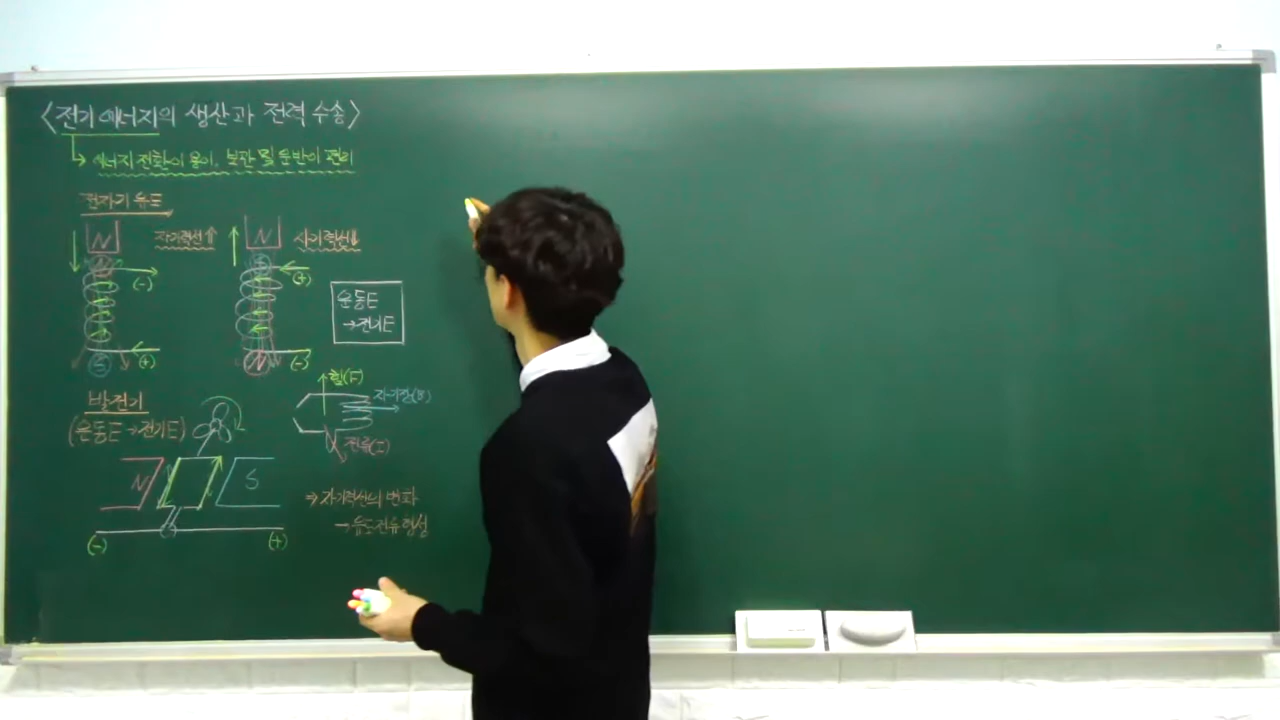 <전기에너지의 생산과 전력 수송>
→ 에너지 전환이 용이, 보관 및 운반이 편리
전자기 유도
N
자기력선↑
N
자기력선↓
N
S
(-)
(+)
(+)
S
N
(-)
운동E
→전기E
발전기
(운동E→전기E)
힘(F)
자기장(B)
전류(I)
N
S
⇒ 자기력선의 변화
→유도전류 형성
(-)
(+)